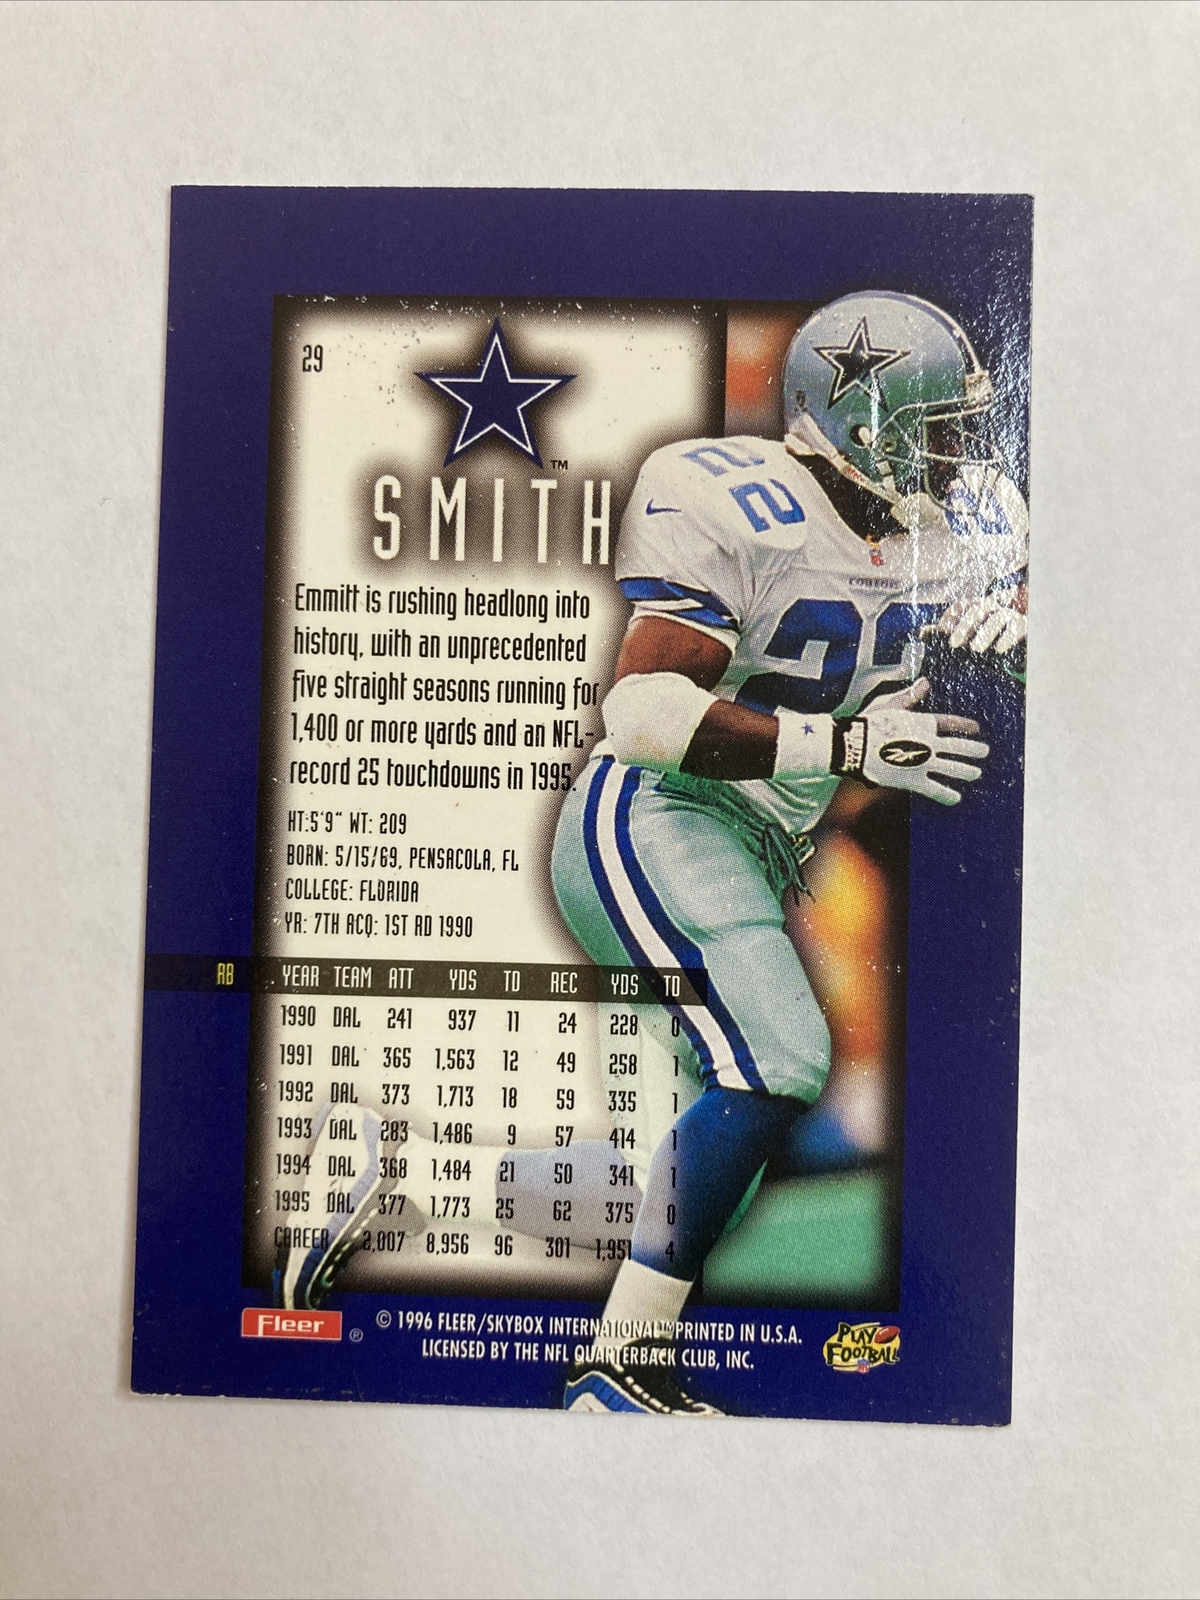 29
TM
SMITH
Emmitt is rushing headlong into
history, with an unprecedented
five straight seasons running for
1,400 or more yards and an NFL-
record 25 touchdowns in 1995.
HT:5'9" WT: 209
BORN: 5/15/69, PENSACOLA, FL
COLLEGE: FLORIDA
YR: 7TH ACQ: 1ST RD 1990
RB YEAR TEAM ATT YDS TD REC YDS TD
1990 DAL 241 937 11 24 228 0
1991 DAL 365 1,563 12 49 258 1
1992 DAL 373 1,713 18 59 335 1
1993 DAL 283 1,486 9 57 414 1
1994 DAL 368 1,484 21 50 341 1
1995 DAL 377 1,773 25 62 375 0
CAREER 2,007 8,956 96 301 1,951 4
Fleer ® © 1996 FLEER/SKYBOX INTERNATIONAL™PRINTED IN U.S.A.
LICENSED BY THE NFL QUARTERBACK CLUB, INC.
PLAY
FOOTBALL
22
22
2